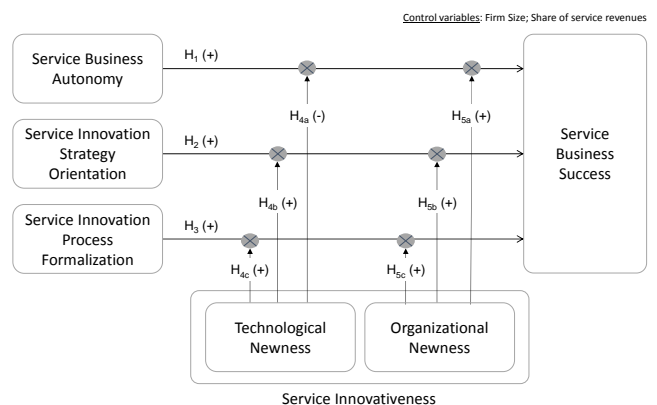 Control variables: Firm Size; Share of service revenues
Service Business
Autonomy
H1 (+)
H4a (-)
H5a (+)
Service Innovation
Strategy
Orientation
H2 (+)
H4b (+)
H5b (+)
Service
Business
Success
Service Innovation
Process
Formalization
H3 (+)
H4c (+)
H5c (+)
Technological
Newness
Organizational
Newness
Service Innovativeness